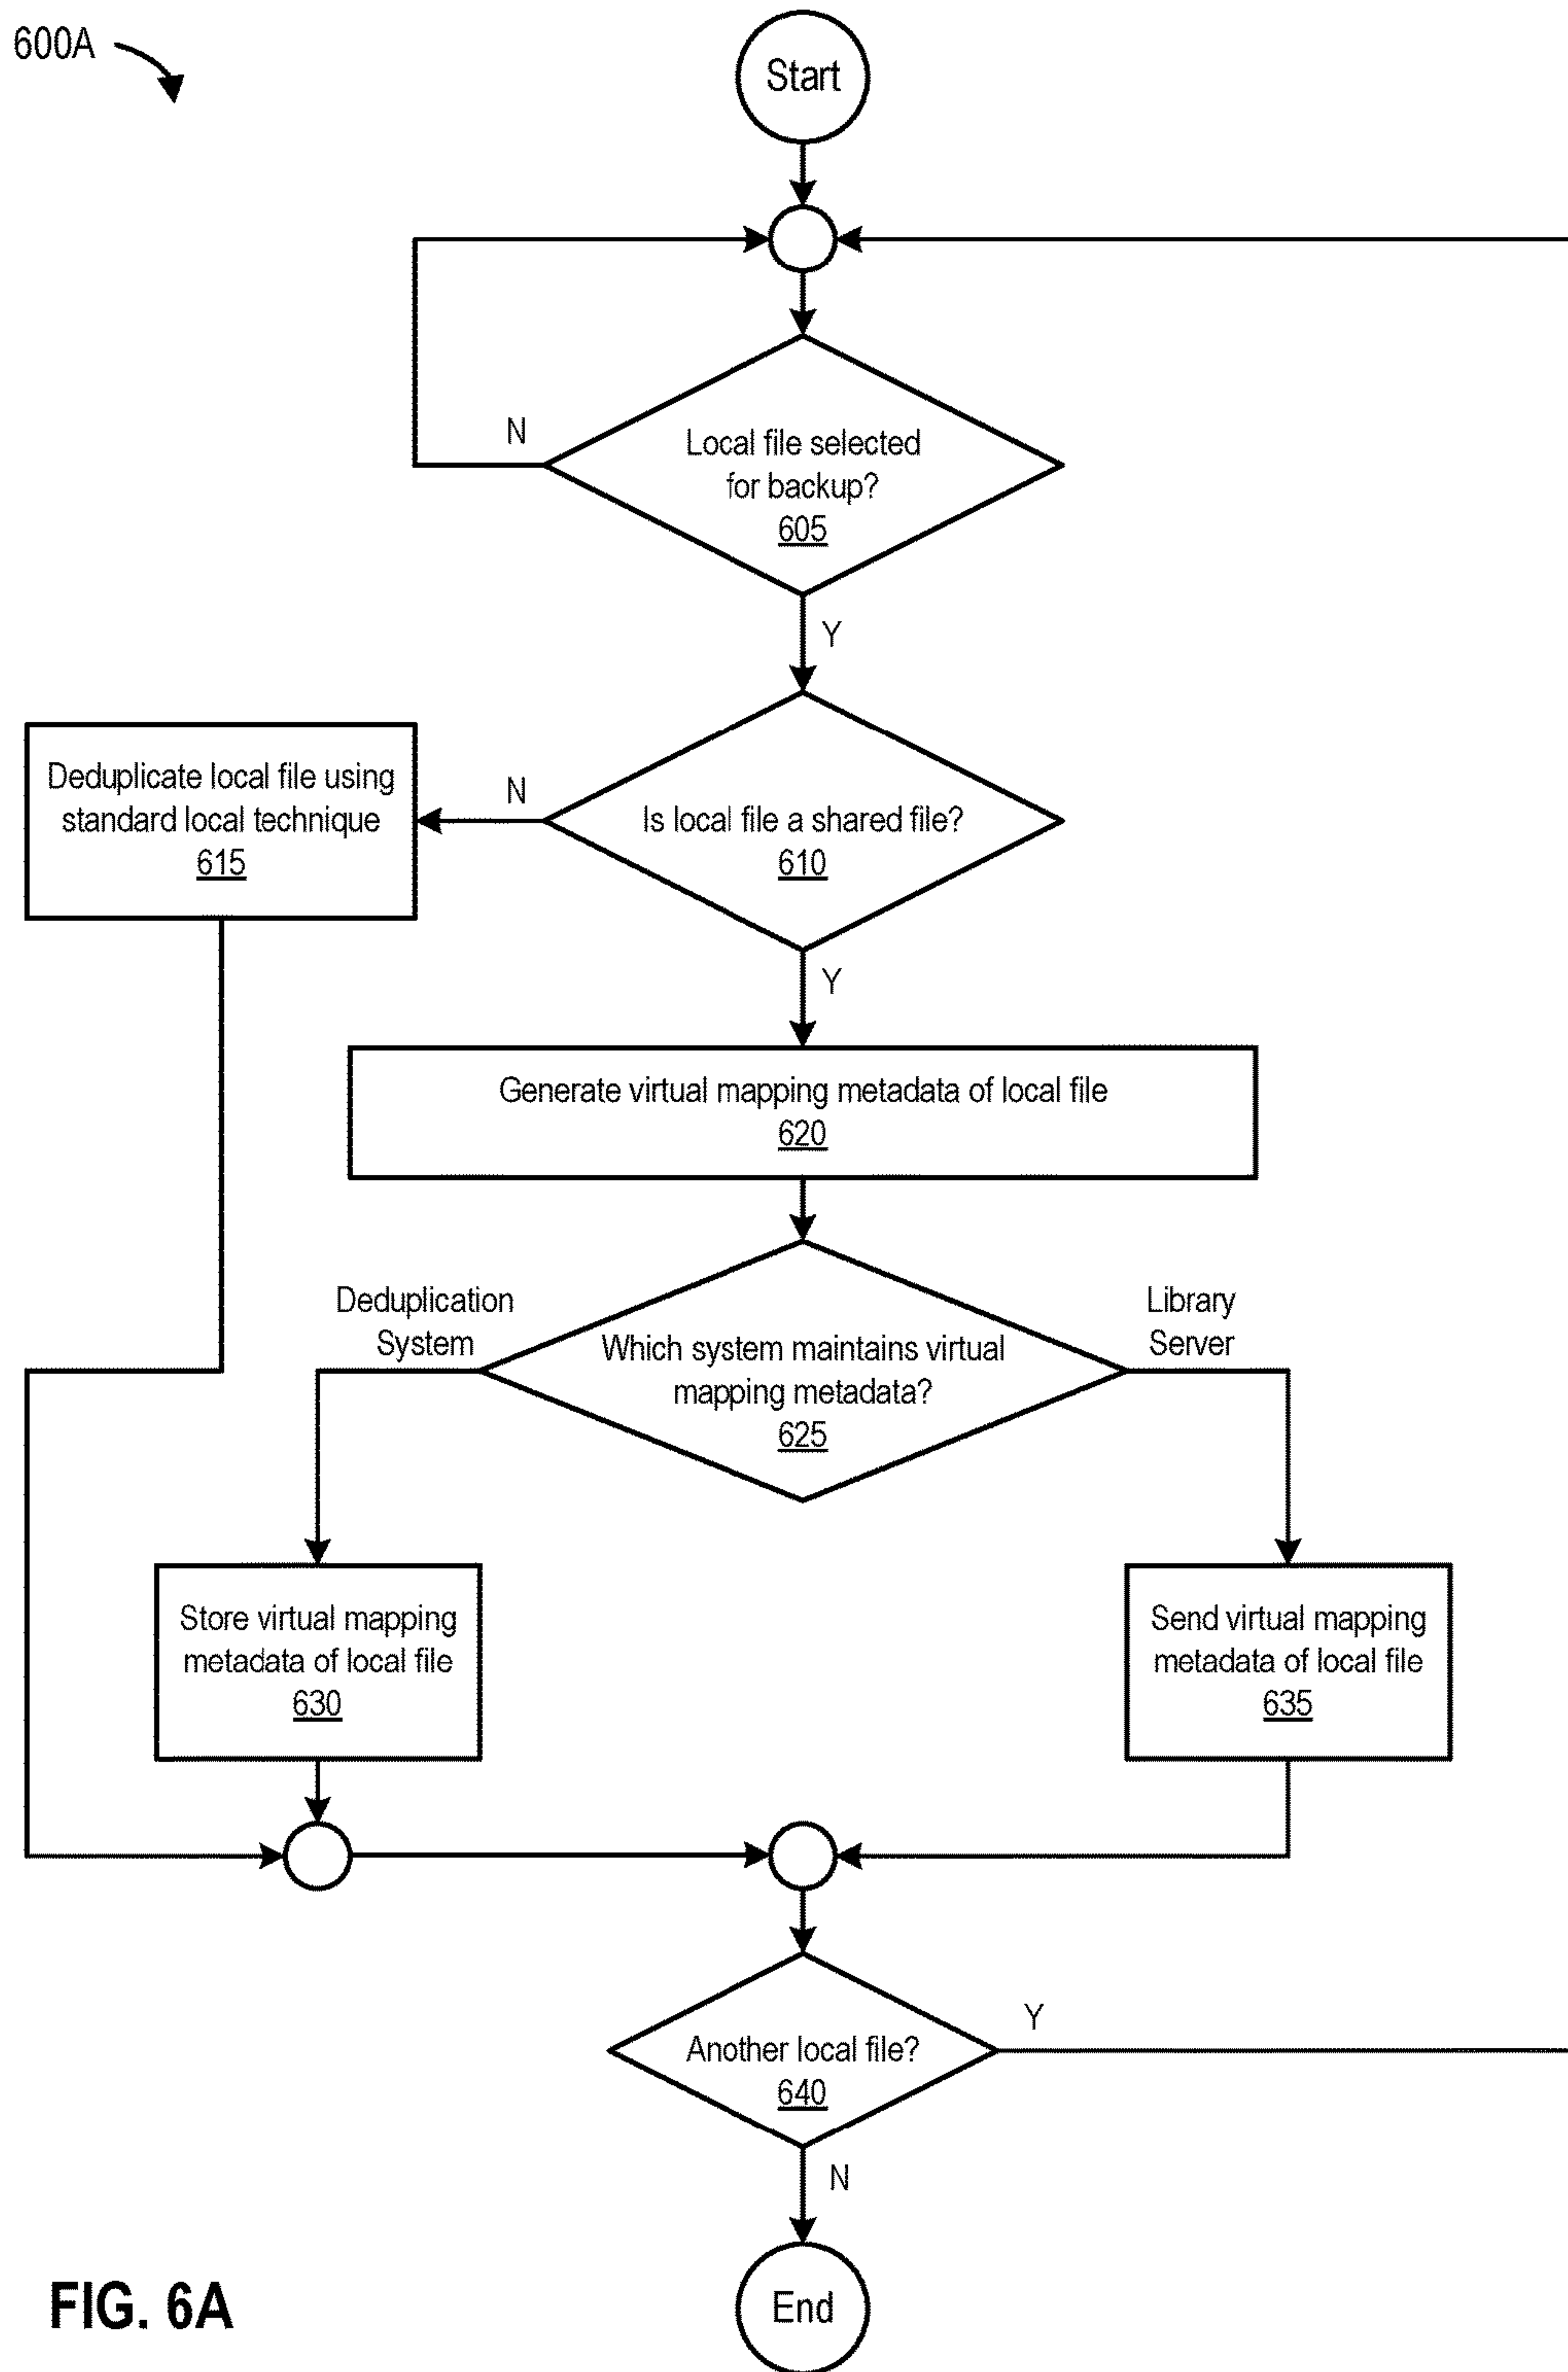 600A
Start
Local file selected
for backup?
605
N
Y
Deduplicate local file using
standard local technique
615
N
Is local file a shared file?
610
Y
Generate virtual mapping metadata of local file
620
Deduplication
System
Library
Server
Which system maintains virtual
mapping metadata?
625
Store virtual mapping
metadata of local file
630
Send virtual mapping
metadata of local file
635
Another local file?
640
Y
N
End
FIG. 6A